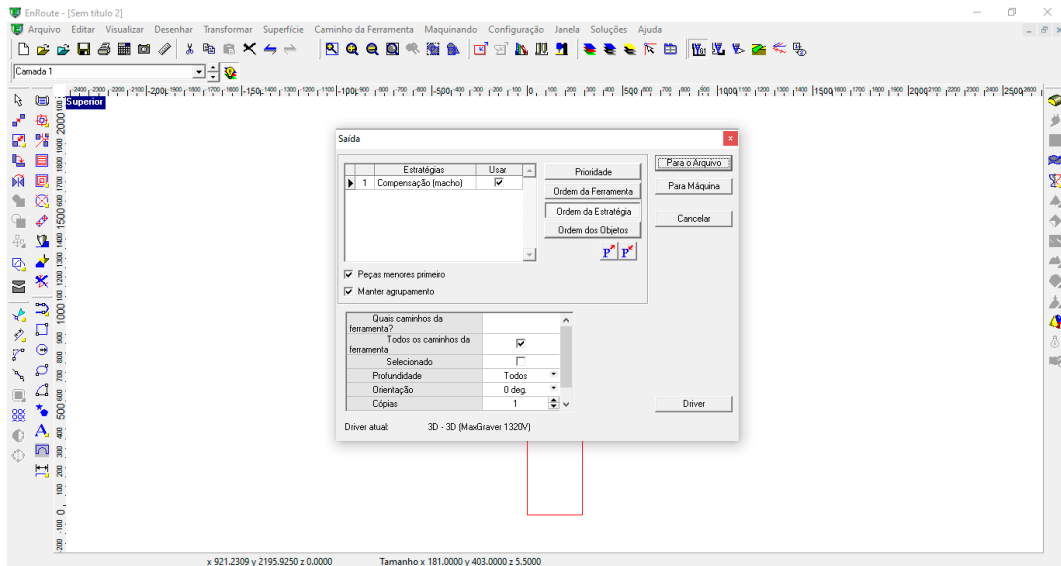 EnRoute - [Sem título 2]
Arquivo Editar Visualizar Desenhar Transformar Superfície Caminho da Ferramenta Maquinando Configuração Janela Soluções Ajuda
Camada 1
Superior
Saída
Estratégias Usar
1 Compensação (macho)
Prioridade
Ordem da Ferramenta
Ordem da Estratégia
Ordem dos Objetos
Para o Arquivo
Para Máquina
Cancelar
Peças menores primeiro
Manter agrupamento
Quais caminhos da
ferramenta?
Todos os caminhos da
ferramenta
Selecionado
Profundidade Todos
Orientação 0 deg.
Cópias 1
Driver
Driver atual: 3D - 3D (MaxGraver 1320V)
x 921.2309 y 2195.9250 z 0.0000 Tamanho x 181.0000 y 403.0000 z 5.5000